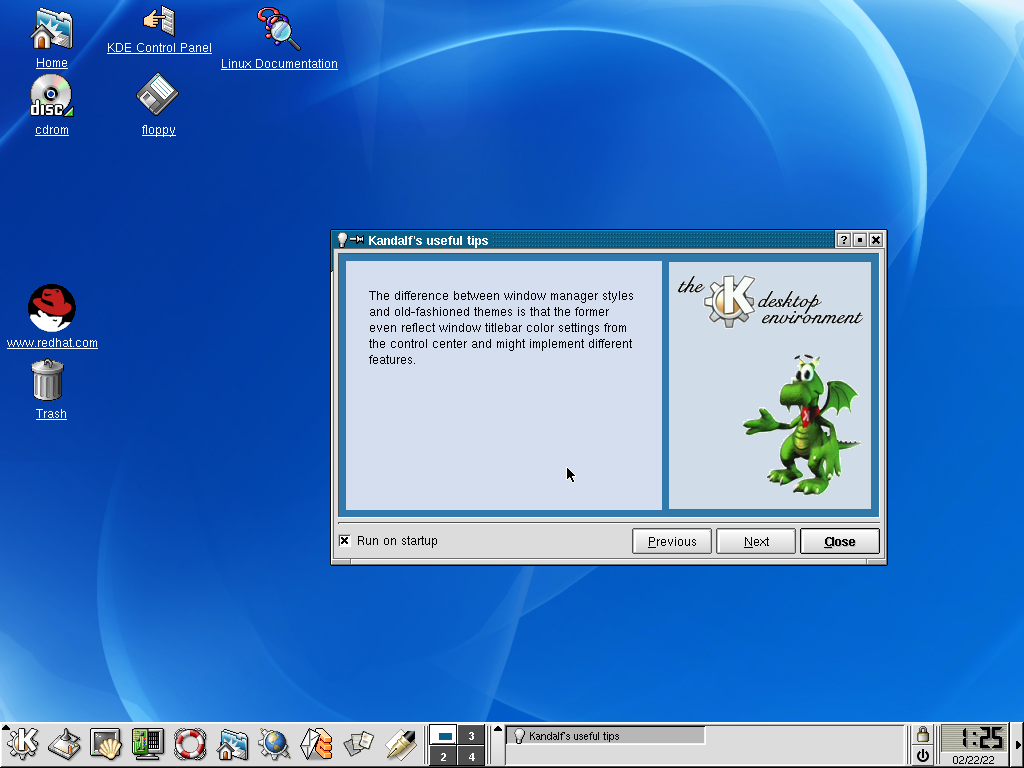 KDE Control Panel
Home
Linux Documentation
disc
cdrom
floppy
Kandalf's useful tips
?
The difference between window manager styles
and old-fashioned themes is that the former
even reflect window titlebar color settings from
the control center and might implement different
features.
the K desktop
environment
www.redhat.com
Trash
Run on startup
Previous
Next
Close
K
3
2
4
Kandalf's useful tips
1:25
02/22/22